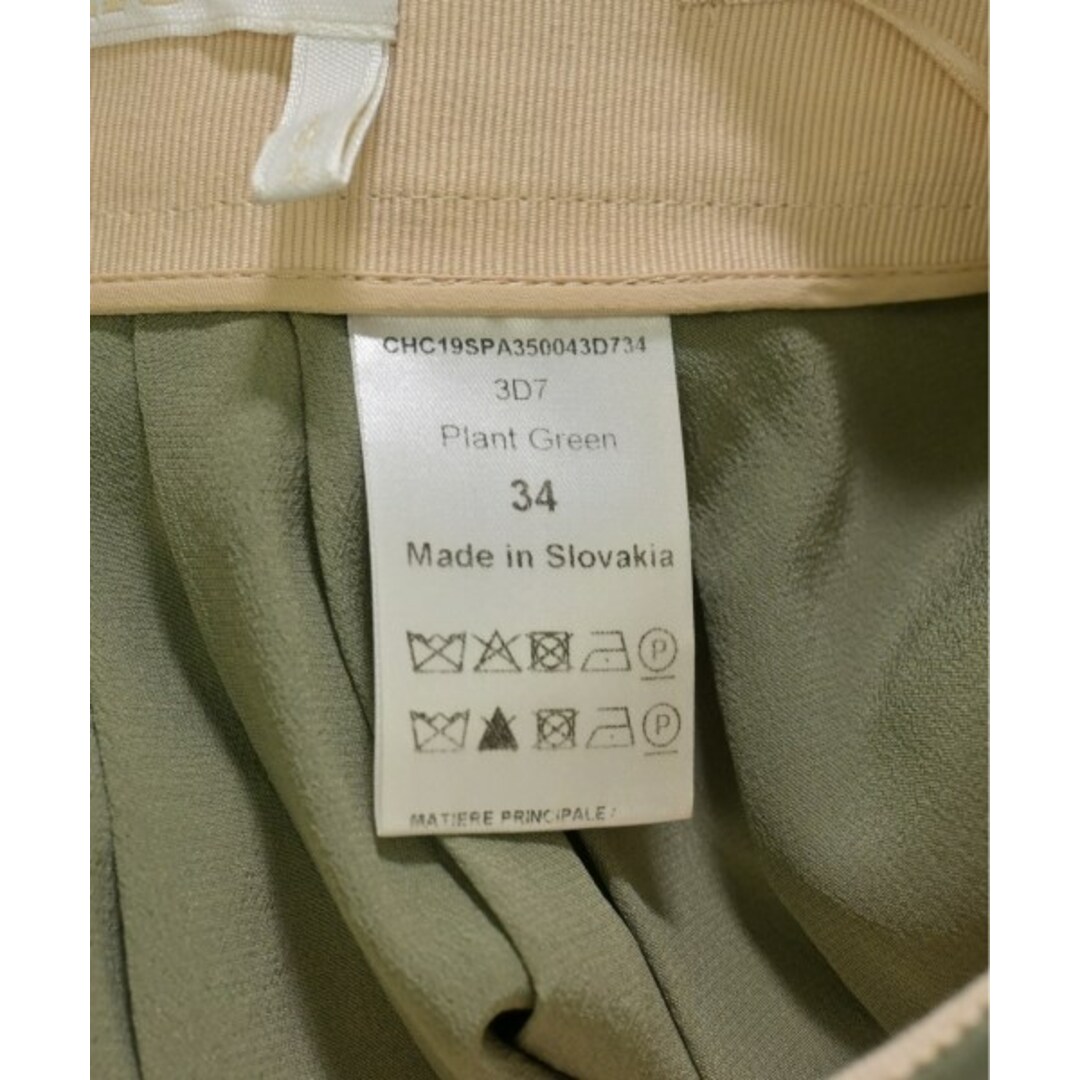 CHC19SPA350043D734
3D7
Plant Green
34
Made in Slovakia
P
P
MATIERE PRINCIPALE: